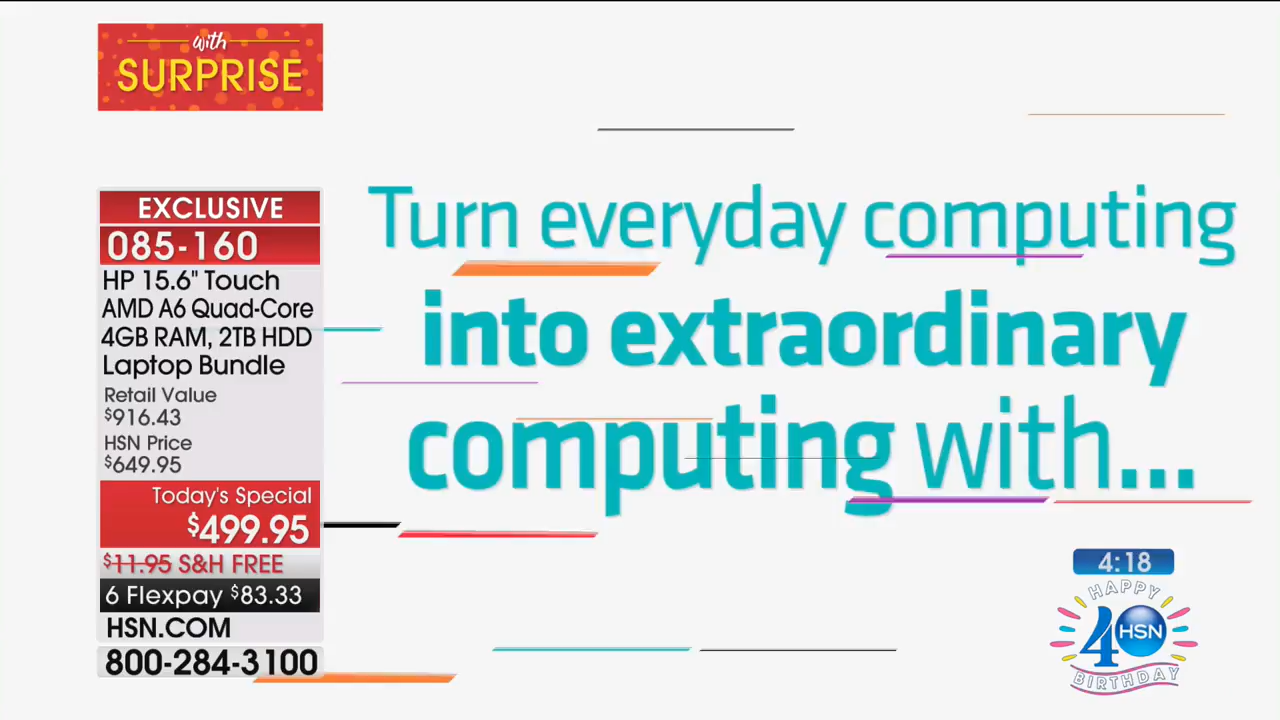 with
SURPRISE
EXCLUSIVE
085-160
HP 15.6" Touch
AMD A6 Quad-Core
4GB RAM, 2TB HDD
Laptop Bundle
Retail Value
$916.43
HSN Price
$649.95
Today's Special
$499.95
$11.95 S&H FREE
6 Flexpay $83.33
HSN.COM
800-284-3100
Turn everyday computing
into extraordinary
computing with...
4:18
HAPPY
40 HSN
BIRTHDAY